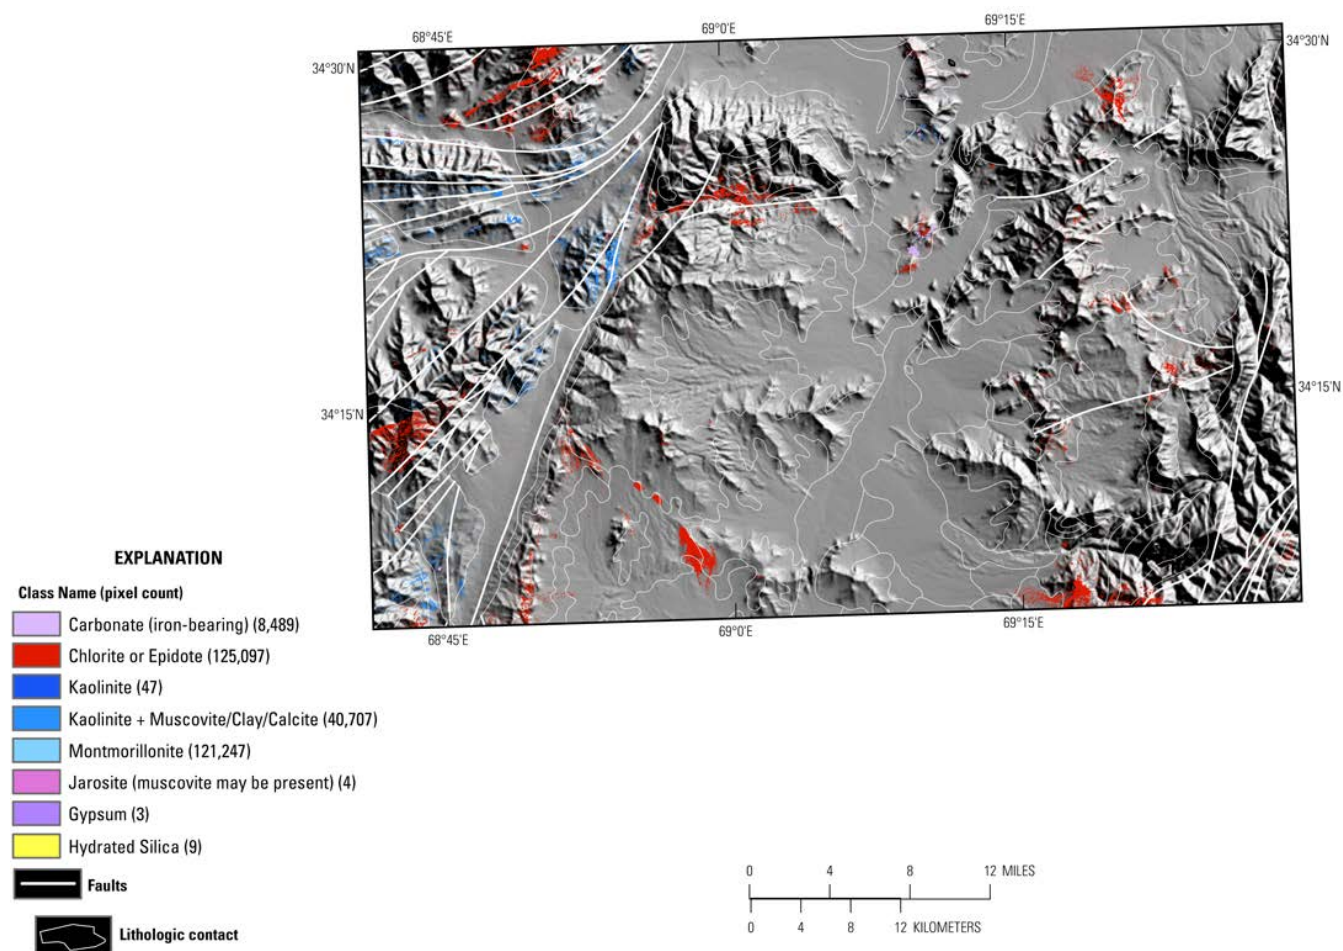 68°45'E 69°0'E 69°15'E
34°30'N 34°30'N
34°15'N 34°15'N
68°45'E 69°0'E 69°15'E
EXPLANATION
Class Name (pixel count)
Carbonate (iron-bearing) (8,489)
Chlorite or Epidote (125,097)
Kaolinite (47)
Kaolinite + Muscovite/Clay/Calcite (40,707)
Montmorillonite (121,247)
Jarosite (muscovite may be present) (4)
Gypsum (3)
Hydrated Silica (9)
Faults
Lithologic contact
0 4 8 12 MILES
0 4 8 12 KILOMETERS